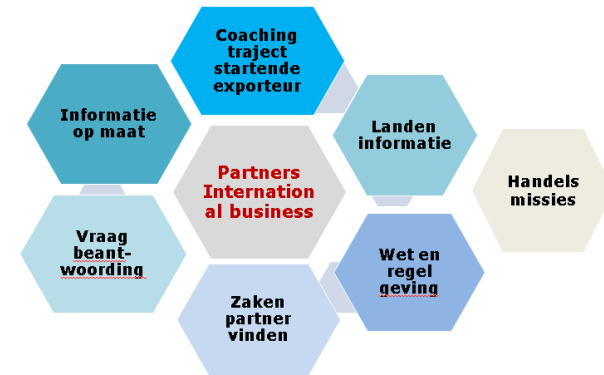 Coaching
traject
startende
exporteur
Informatie
op maat
Landen
informatie
Partners
Internation
al business
Handels
missies
Vraag
beant-
woording
Wet en
regel
geving
Zaken
partner
vinden